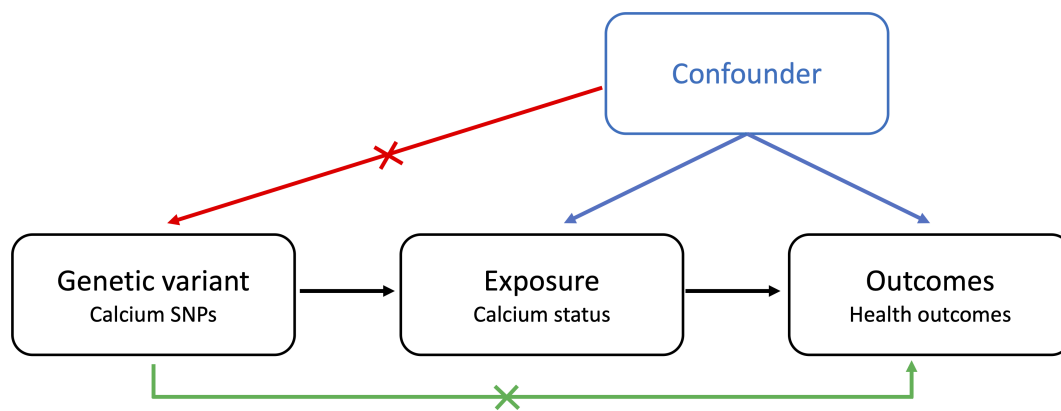 Confounder
Genetic variant
Calcium SNPs
Exposure
Calcium status
Outcomes
Health outcomes